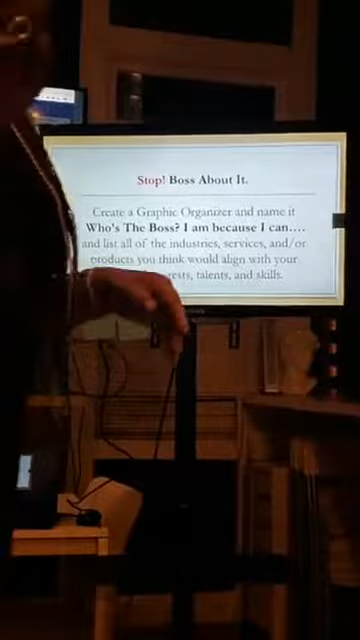 Stop! Boss About It.
Create a Graphic Organizer and name it
Who's The Boss? I am because I can....
and list all of the industries, services, and/or
products you think would align with your
talents, and skills.